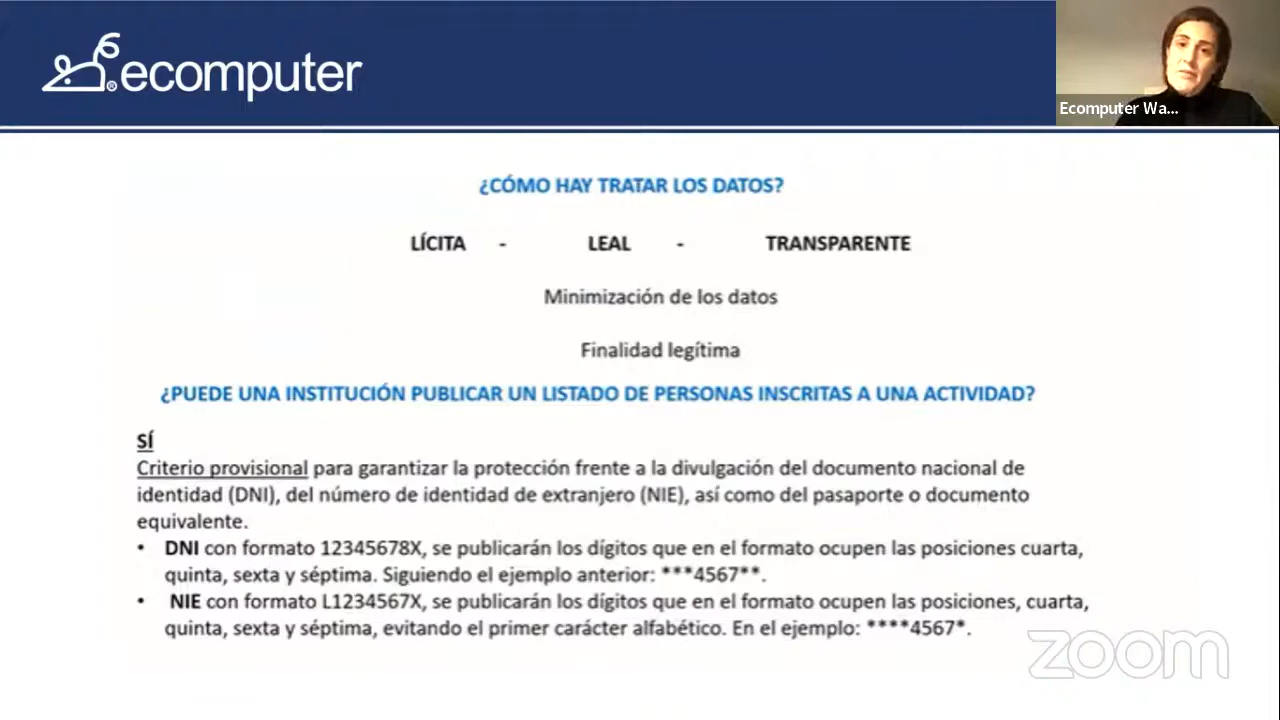 ecomputer
Ecomputer Wa...
¿CÓMO HAY TRATAR LOS DATOS?
LÍCITA - LEAL - TRANSPARENTE
Minimización de los datos
Finalidad legítima
¿PUEDE UNA INSTITUCIÓN PUBLICAR UN LISTADO DE PERSONAS INSCRITAS A UNA ACTIVIDAD?
SÍ
Criterio provisional para garantizar la protección frente a la divulgación del documento nacional de
identidad (DNI), del número de identidad de extranjero (NIE), así como del pasaporte o documento
equivalente.
• DNI con formato 12345678X, se publicarán los dígitos que en el formato ocupen las posiciones cuarta,
quinta, sexta y séptima. Siguiendo el ejemplo anterior: ***4567**.
• NIE con formato L1234567X, se publicarán los dígitos que en el formato ocupen las posiciones, cuarta,
quinta, sexta y séptima, evitando el primer carácter alfabético. En el ejemplo: ****4567*.
zoom